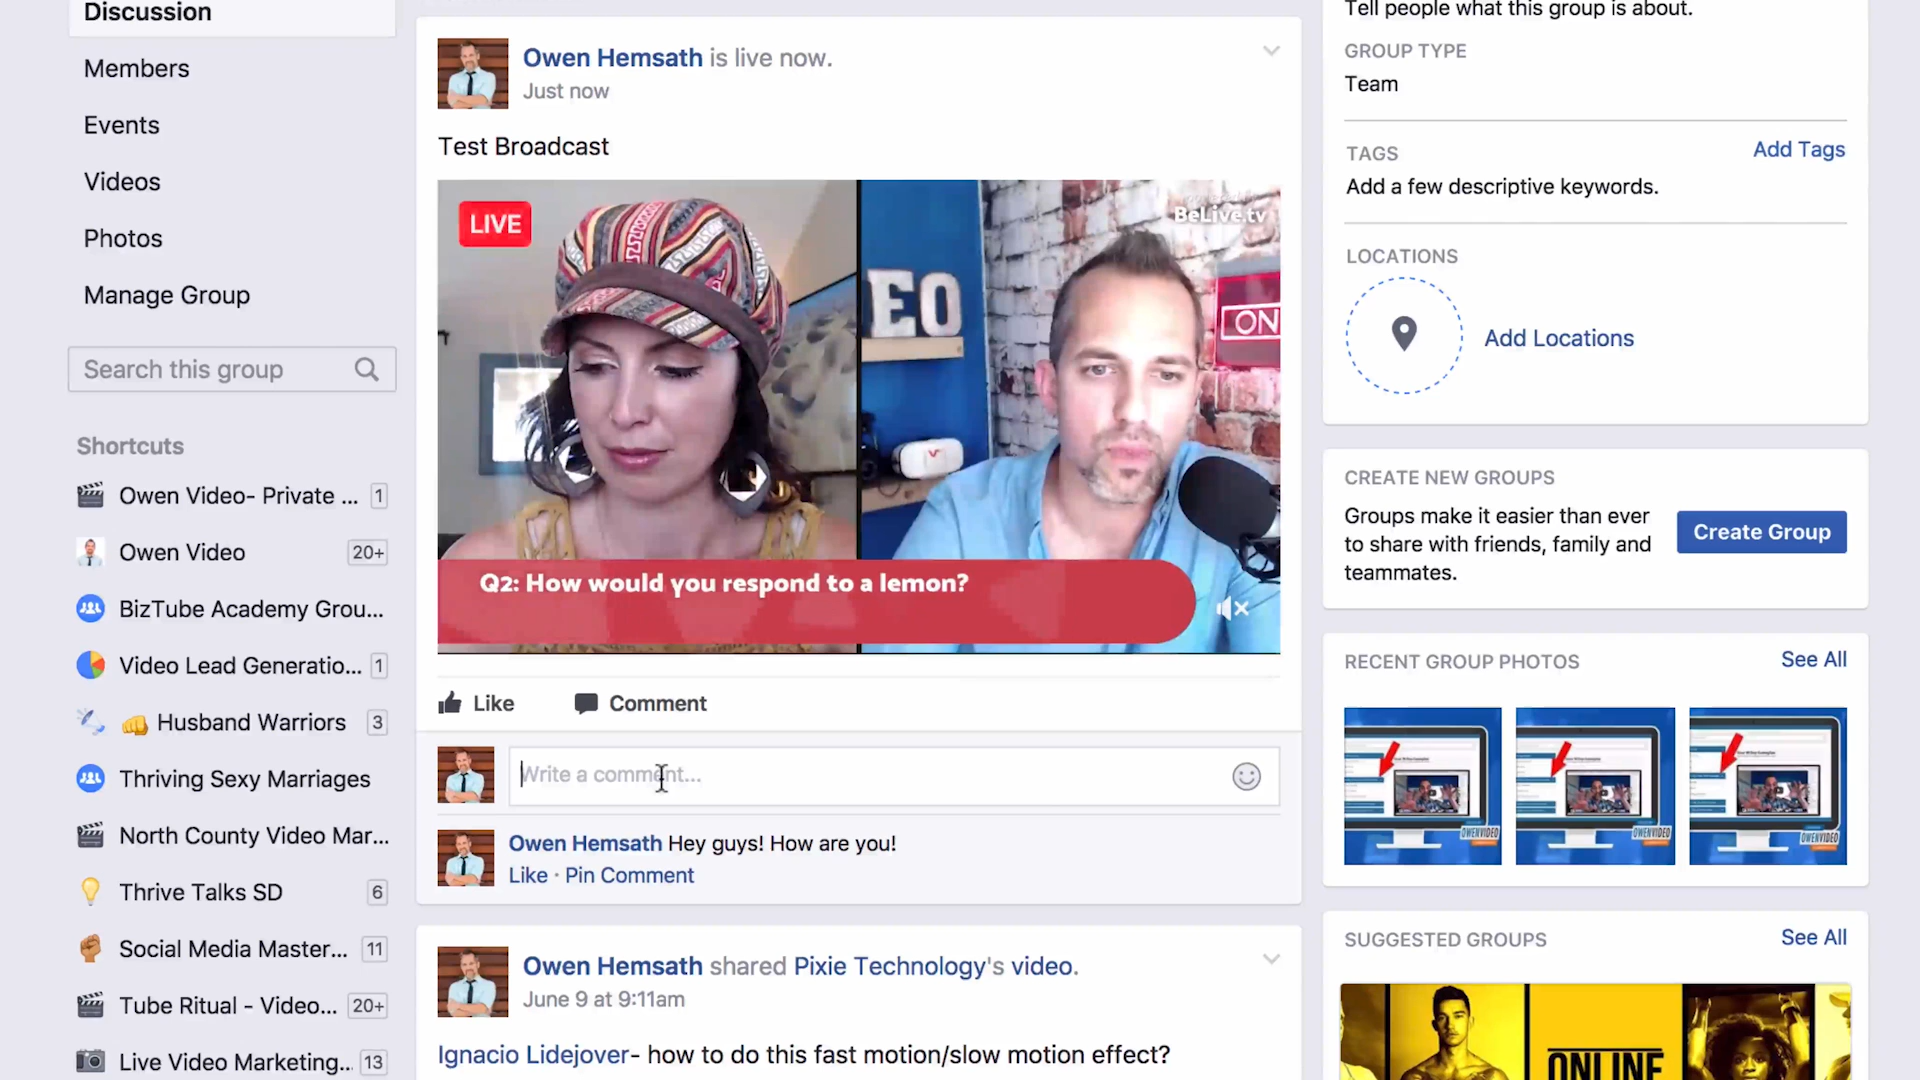 Discussion
Members
Events
Videos
Photos
Manage Group
Search this group
Shortcuts
Owen Video- Private ... 1
Owen Video 20+
BizTube Academy Grou...
Video Lead Generatio... 1
👊 Husband Warriors 3
Thriving Sexy Marriages
North County Video Mar...
Thrive Talks SD 6
Social Media Master... 11
Tube Ritual - Video... 20+
Live Video Marketing... 13
Owen Hemsath is live now.
Just now
Test Broadcast
LIVE
BeLive.tv
EO
ON
Q2: How would you respond to a lemon?
Like Comment
Write a comment...
Owen Hemsath Hey guys! How are you!
Like · Pin Comment
Owen Hemsath shared Pixie Technology's video.
June 9 at 9:11am
Ignacio Lidejover- how to do this fast motion/slow motion effect?
Tell people what this group is about.
GROUP TYPE
Team
TAGS Add Tags
Add a few descriptive keywords.
LOCATIONS
Add Locations
CREATE NEW GROUPS
Groups make it easier than ever
to share with friends, family and
teammates.
Create Group
RECENT GROUP PHOTOS See All
OWENVIDEO
OWENVIDEO
OWENVIDEO
SUGGESTED GROUPS See All
ONLINE